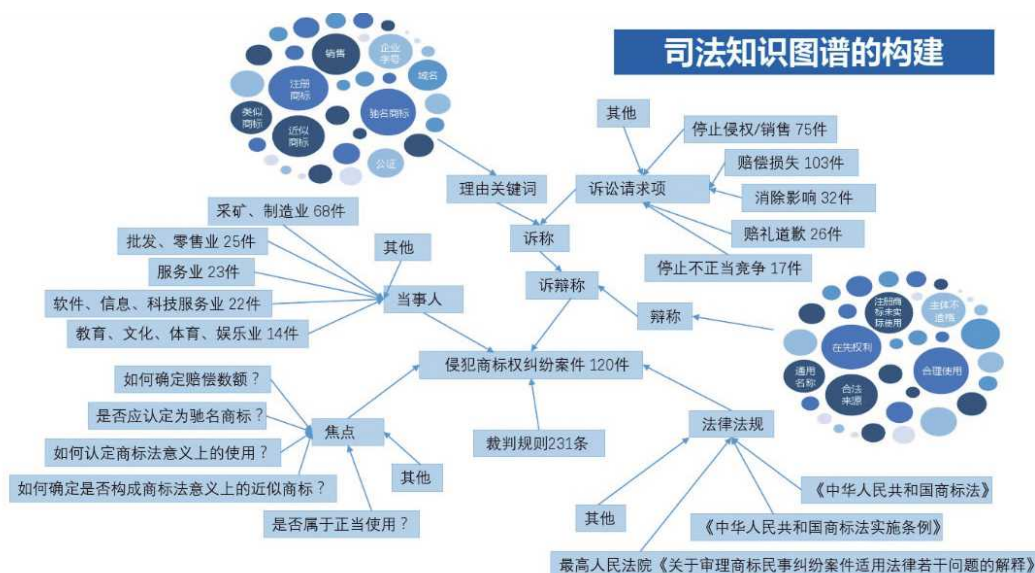 司法知识图谱的构建
销售
企业
字号
域名
注册
商标
驰名商标
类似
商标
近似
商标
公证
其他
停止侵权/销售 75件
赔偿损失 103件
消除影响 32件
赔礼道歉 26件
停止不正当竞争 17件
理由关键词
诉讼请求项
诉称
诉辩称
辩称
采矿、制造业 68件
批发、零售业 25件
服务业 23件
软件、信息、科技服务业 22件
教育、文化、体育、娱乐业 14件
其他
当事人
注册商
标未实
际使用
主体不
适格
在先权利
合理使用
通用
名称
合法
来源
侵犯商标权纠纷案件 120件
如何确定赔偿数额？
是否应认定为驰名商标？
如何认定商标法意义上的使用？
如何确定是否构成商标法意义上的近似商标？
是否属于正当使用？
焦点
其他
裁判规则231条
法律法规
其他
《中华人民共和国商标法》
《中华人民共和国商标法实施条例》
最高人民法院《关于审理商标民事纠纷案件适用法律若干问题的解释》